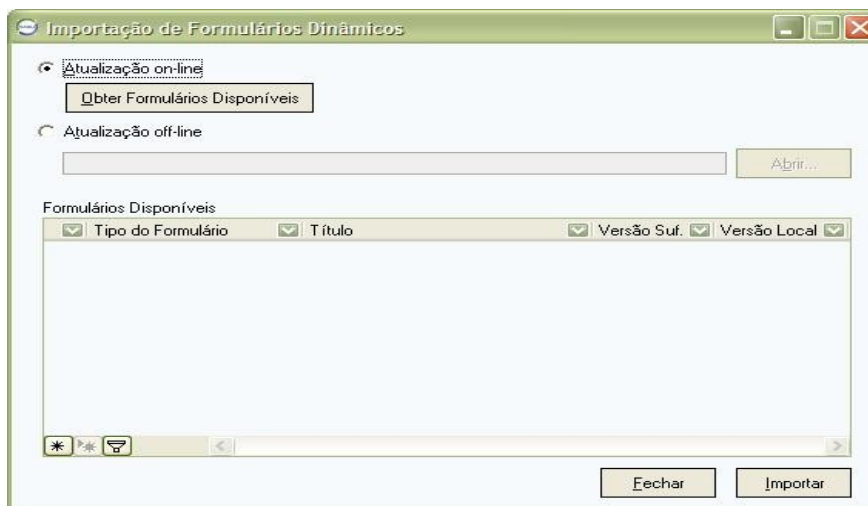 Importação de Formulários Dinâmicos
Atualização on-line
Obter Formulários Disponíveis
Atualização off-line
Abrir...
Formulários Disponíveis
Tipo do Formulário Título Versão Suf. Versão Local
Fechar Importar